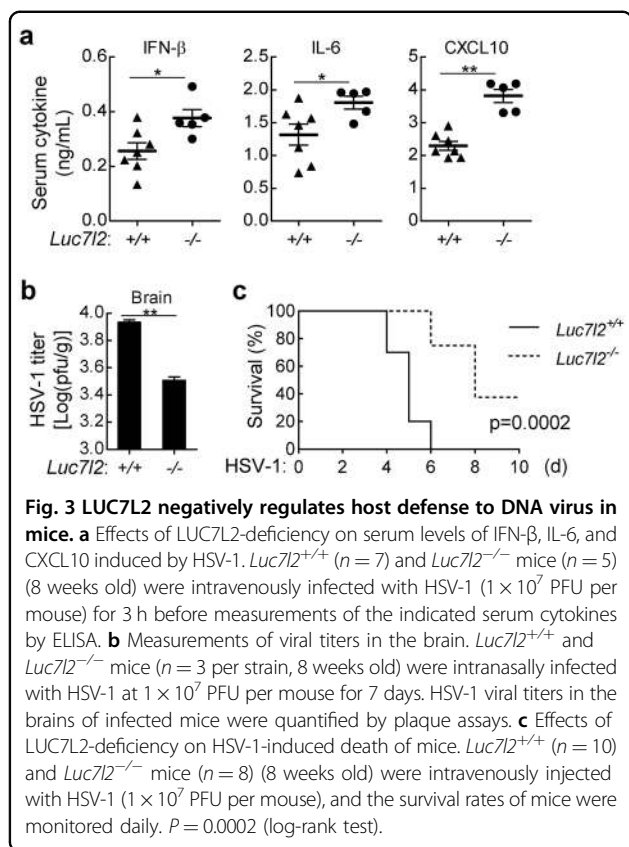 a
IFN-β
IL-6
CXCL10
Serum cytokine
(ng/mL)
0.6
0.4
0.2
0.0
*
2.5
2.0
1.5
1.0
0.5
0.0
*
5
4
3
2
1
0
**
Luc7l2: +/+ -/- +/+ -/- +/+ -/-
b
Brain
HSV-1 titer
[Log(pfu/g)]
4.0
3.8
3.6
3.4
3.2
3.0
**
Luc7l2: +/+ -/-
c
Survival (%)
100
80
60
40
20
0
Luc7l2+/+
Luc7l2-/-
p=0.0002
HSV-1: 0 2 4 6 8 10 (d)
Fig. 3 LUC7L2 negatively regulates host defense to DNA virus in
mice. a Effects of LUC7L2-deficiency on serum levels of IFN-β, IL-6, and
CXCL10 induced by HSV-1. Luc7l2+/+ (n = 7) and Luc7l2−/− mice (n = 5)
(8 weeks old) were intravenously infected with HSV-1 (1 × 10⁷ PFU per
mouse) for 3 h before measurements of the indicated serum cytokines
by ELISA. b Measurements of viral titers in the brain. Luc7l2+/+ and
Luc7l2−/− mice (n = 3 per strain, 8 weeks old) were intranasally infected
with HSV-1 at 1 × 10⁷ PFU per mouse for 7 days. HSV-1 viral titers in the
brains of infected mice were quantified by plaque assays. c Effects of
LUC7L2-deficiency on HSV-1-induced death of mice. Luc7l2+/+ (n = 10)
and Luc7l2−/− mice (n = 8) (8 weeks old) were intravenously injected
with HSV-1 (1 × 10⁷ PFU per mouse), and the survival rates of mice were
monitored daily. P = 0.0002 (log-rank test).